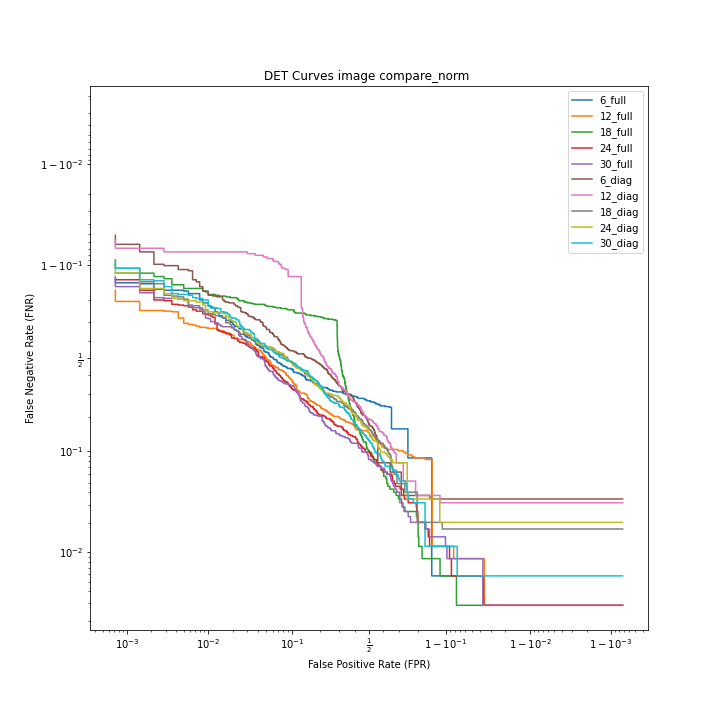 DET Curves image compare_norm
6_full
12_full
18_full
24_full
30_full
6_diag
12_diag
18_diag
24_diag
30_diag
False Negative Rate (FNR)
1 − 10⁻²
1 − 10⁻¹
1/2
10⁻¹
10⁻²
10⁻³ 10⁻² 10⁻¹ 1/2 1 − 10⁻¹ 1 − 10⁻² 1 − 10⁻³
False Positive Rate (FPR)